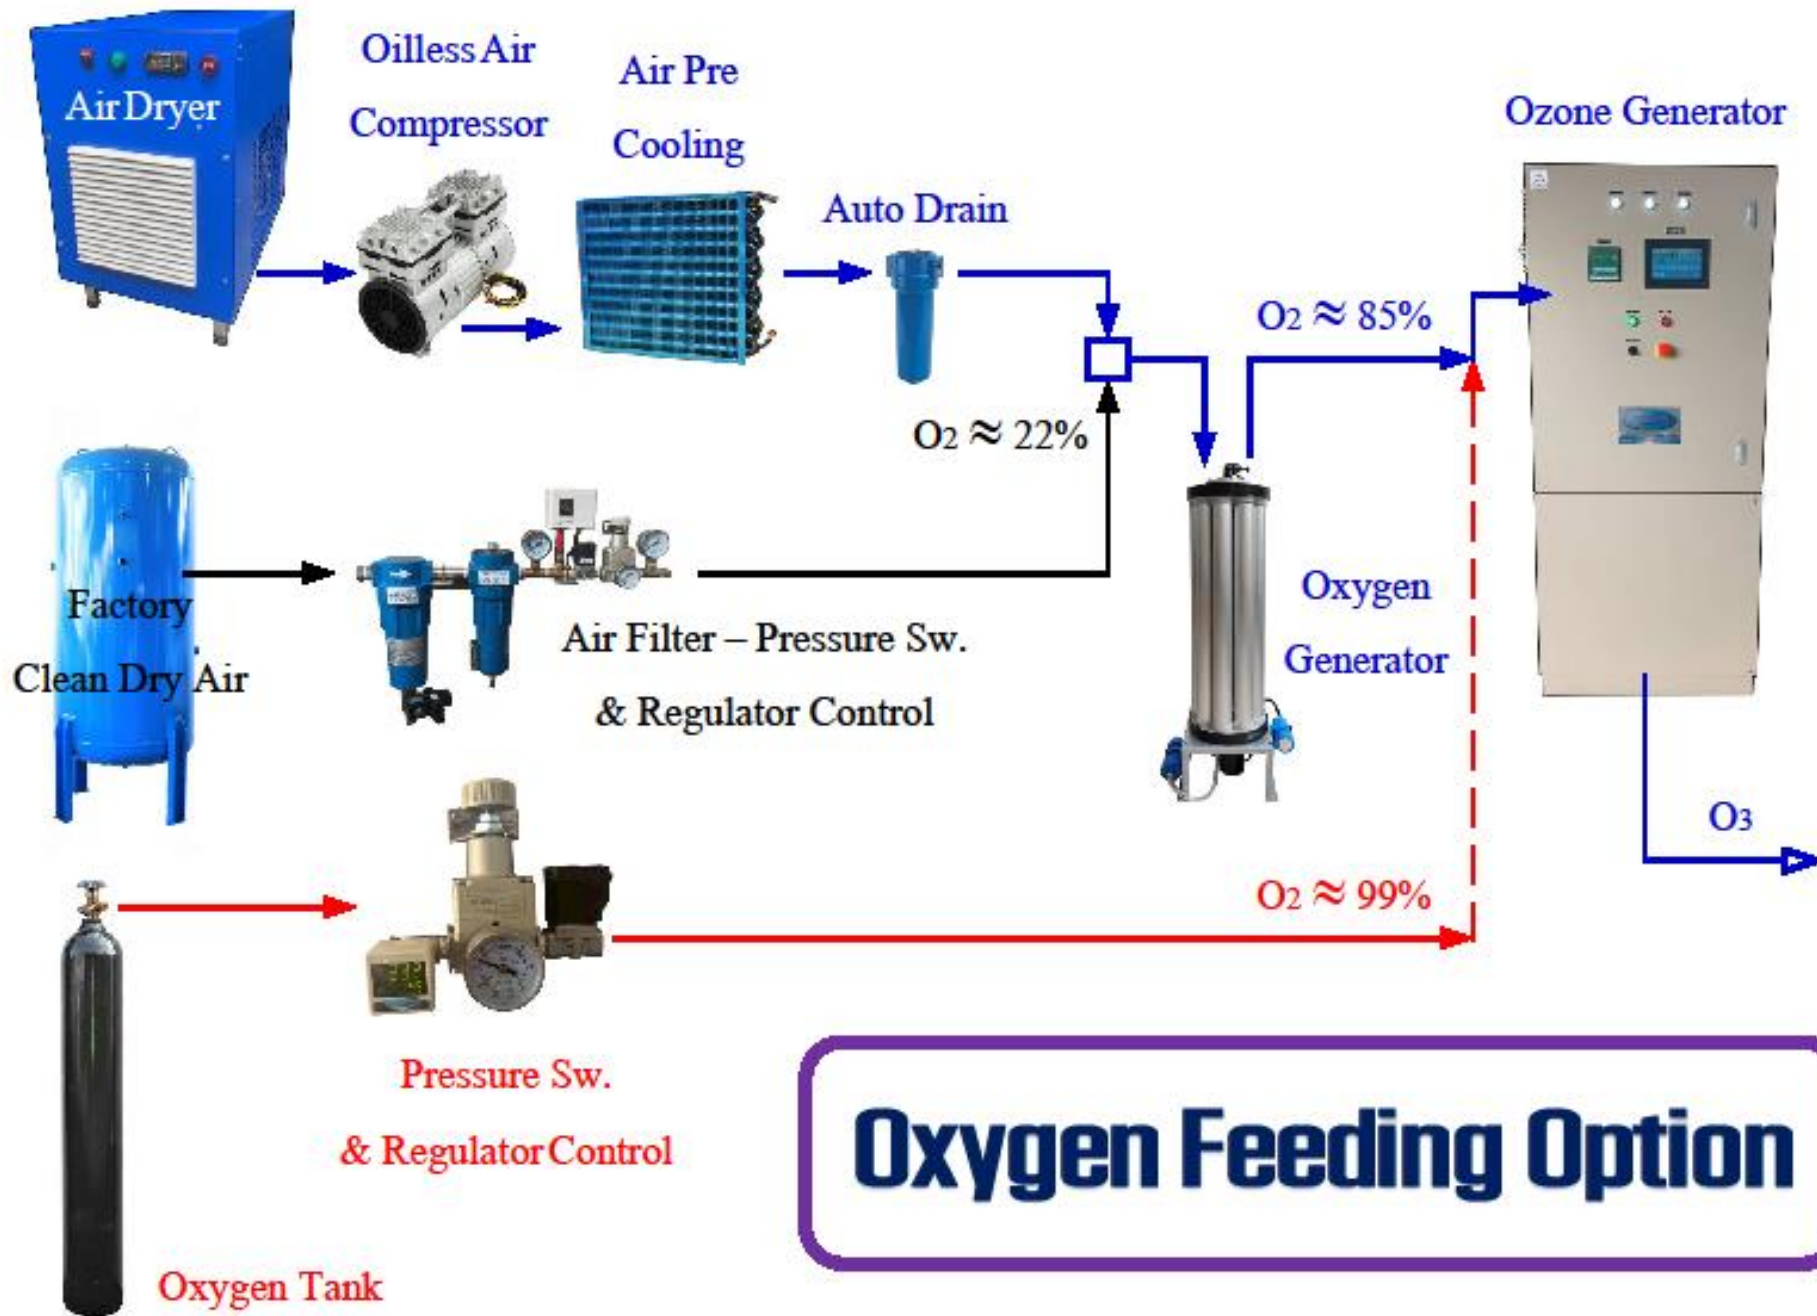 Air Dryer
Oilless Air
Compressor
Air Pre
Cooling
Auto Drain
Ozone Generator
O2 ≈ 85%
O2 ≈ 22%
Factory
Clean Dry Air
Air Filter – Pressure Sw.
& Regulator Control
Oxygen
Generator
O3
O2 ≈ 99%
Pressure Sw.
& Regulator Control
Oxygen Tank
Oxygen Feeding Option